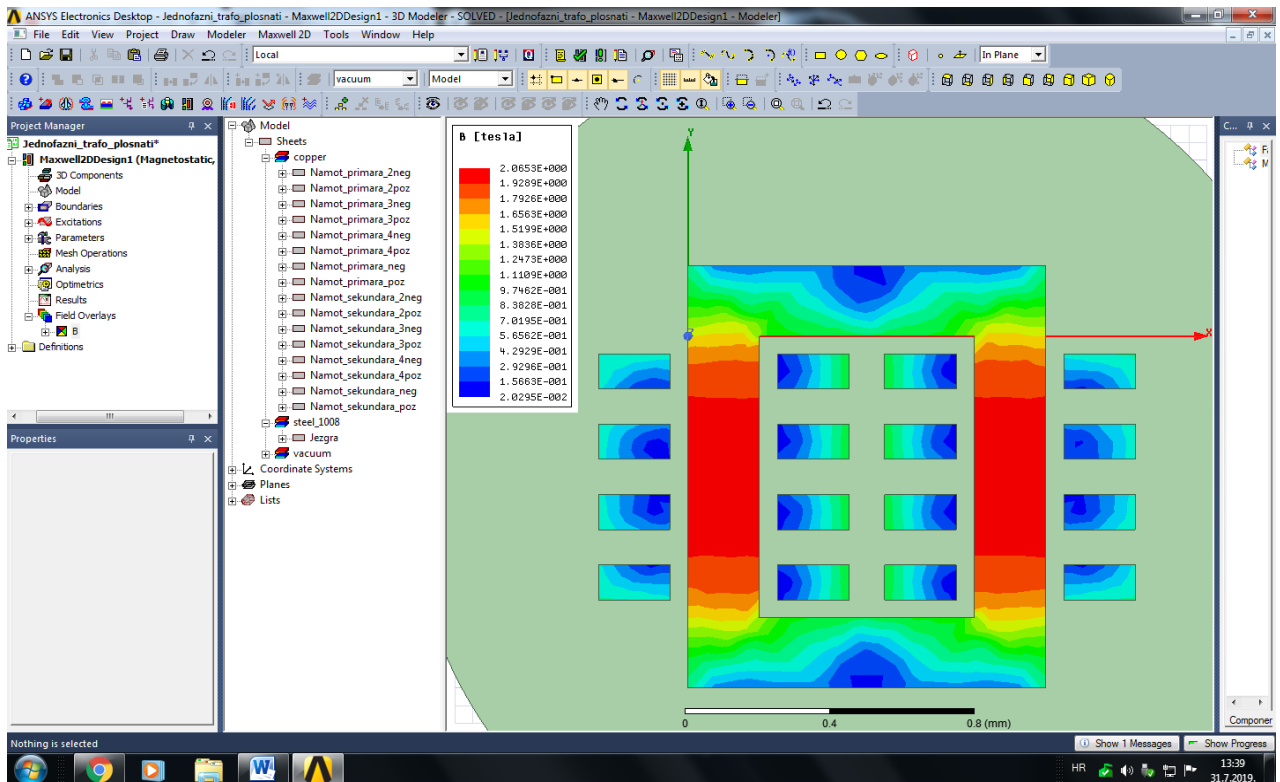 ANSYS Electronics Desktop - Jednofazni_trafo_plosnati - Maxwell2DDesign1 - 3D Modeler - SOLVED - [Jednofazni_trafo_plosnati - Maxwell2DDesign1 - Modeler]
File Edit View Project Draw Modeler Maxwell 2D Tools Window Help
Local
In Plane
vacuum
Model
Project Manager
Jednofazni_trafo_plosnati*
Maxwell2DDesign1 (Magnetostatic,
3D Components
Model
Boundaries
Excitations
Parameters
Mesh Operations
Analysis
Optimetrics
Results
Field Overlays
B
Definitions
Properties
Model
Sheets
copper
Namot_primara_2neg
Namot_primara_2poz
Namot_primara_3neg
Namot_primara_3poz
Namot_primara_4neg
Namot_primara_4poz
Namot_primara_neg
Namot_primara_poz
Namot_sekundara_2neg
Namot_sekundara_2poz
Namot_sekundara_3neg
Namot_sekundara_3poz
Namot_sekundara_4neg
Namot_sekundara_4poz
Namot_sekundara_neg
Namot_sekundara_poz
steel_1008
Jezgra
vacuum
Coordinate Systems
Planes
Lists
B [tesla]
2.0653E+000
1.9289E+000
1.7926E+000
1.6563E+000
1.5199E+000
1.3836E+000
1.2473E+000
1.1109E+000
9.7462E-001
8.3828E-001
7.0195E-001
5.6562E-001
4.2929E-001
2.9296E-001
1.5663E-001
2.0295E-002
Y
X
0 0.4 0.8 (mm)
C...
F
M
Componer
Nothing is selected
Show 1 Messages
Show Progress
HR
13:39
31.7.2019.